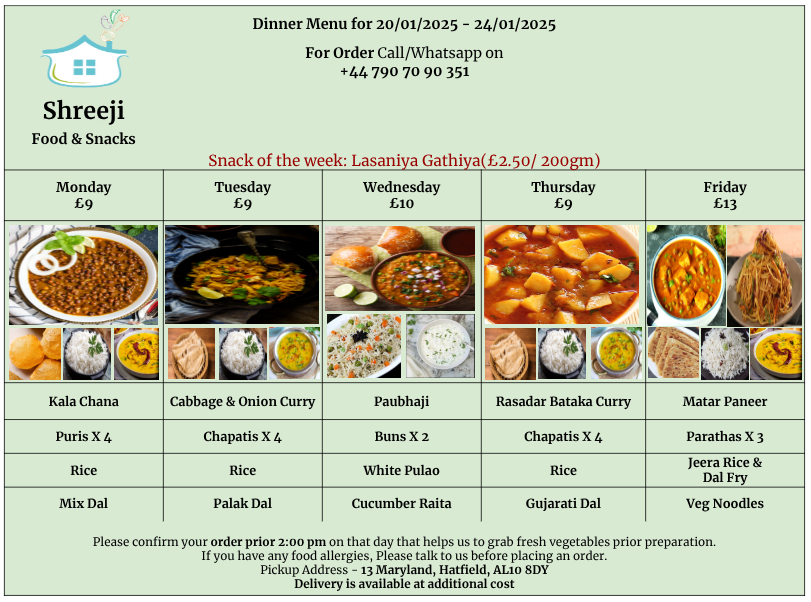 Dinner Menu for 20/01/2025 - 24/01/2025
For Order Call/Whatsapp on
+44 790 70 90 351
Shreeji
Food & Snacks
Snack of the week: Lasaniya Gathiya(£2.50/ 200gm)
Monday
£9
Tuesday
£9
Wednesday
£10
Thursday
£9
Friday
£13
Kala Chana
Cabbage & Onion Curry
Paubhaji
Rasadar Bataka Curry
Matar Paneer
Puris X 4
Chapatis X 4
Buns X 2
Chapatis X 4
Parathas X 3
Rice
Rice
White Pulao
Rice
Jeera Rice &
Dal Fry
Mix Dal
Palak Dal
Cucumber Raita
Gujarati Dal
Veg Noodles
Please confirm your order prior 2:00 pm on that day that helps us to grab fresh vegetables prior preparation.
If you have any food allergies, Please talk to us before placing an order.
Pickup Address - 13 Maryland, Hatfield, AL10 8DY
Delivery is available at additional cost